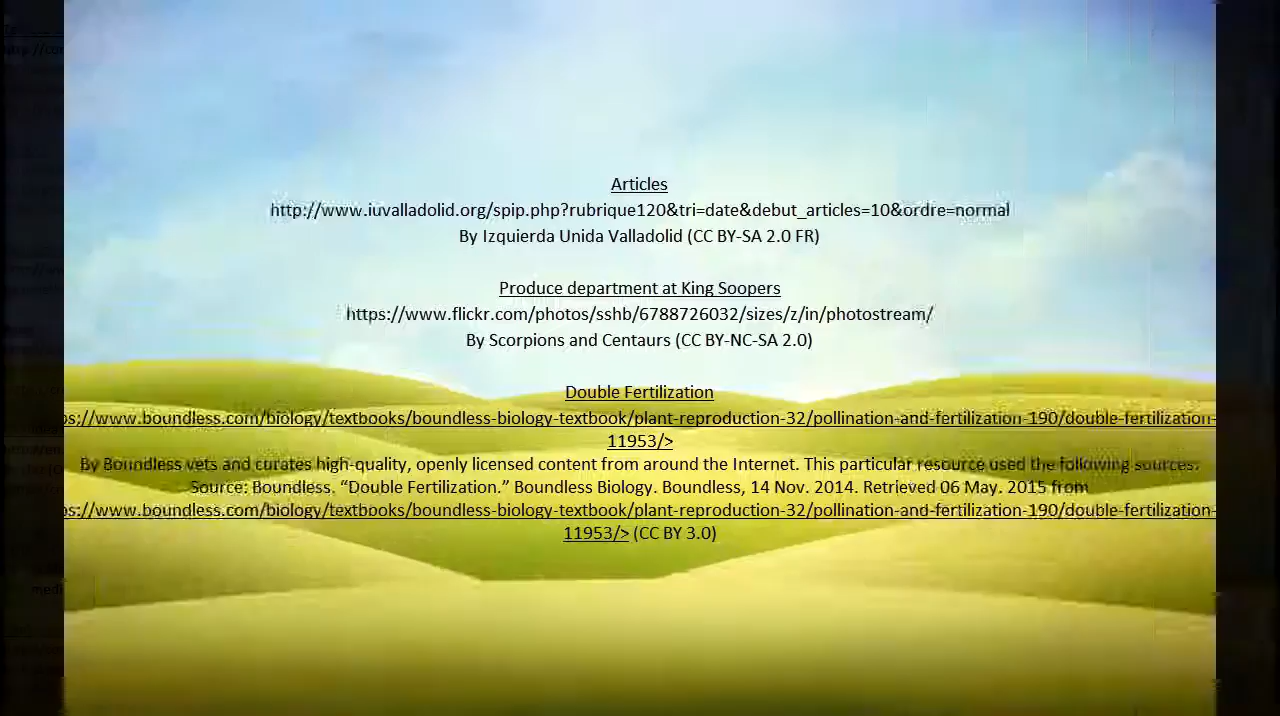 Articles
http://www.iuvalladolid.org/spip.php?rubrique120&tri=date&debut_articles=10&ordre=normal
By Izquierda Unida Valladolid (CC BY-SA 2.0 FR)
Produce department at King Soopers
https://www.flickr.com/photos/sshb/6788726032/sizes/z/in/photostream/
By Scorpions and Centaurs (CC BY-NC-SA 2.0)
Double Fertilization
ps://www.boundless.com/biology/textbooks/boundless-biology-textbook/plant-reproduction-32/pollination-and-fertilization-190/double-fertilization-
11953/>
By Boundless vets and curates high-quality, openly licensed content from around the Internet. This particular resource used the following sources:
Source: Boundless. “Double Fertilization.” Boundless Biology. Boundless, 14 Nov. 2014. Retrieved 06 May. 2015 from
ps://www.boundless.com/biology/textbooks/boundless-biology-textbook/plant-reproduction-32/pollination-and-fertilization-190/double-fertilization-
11953/> (CC BY 3.0)